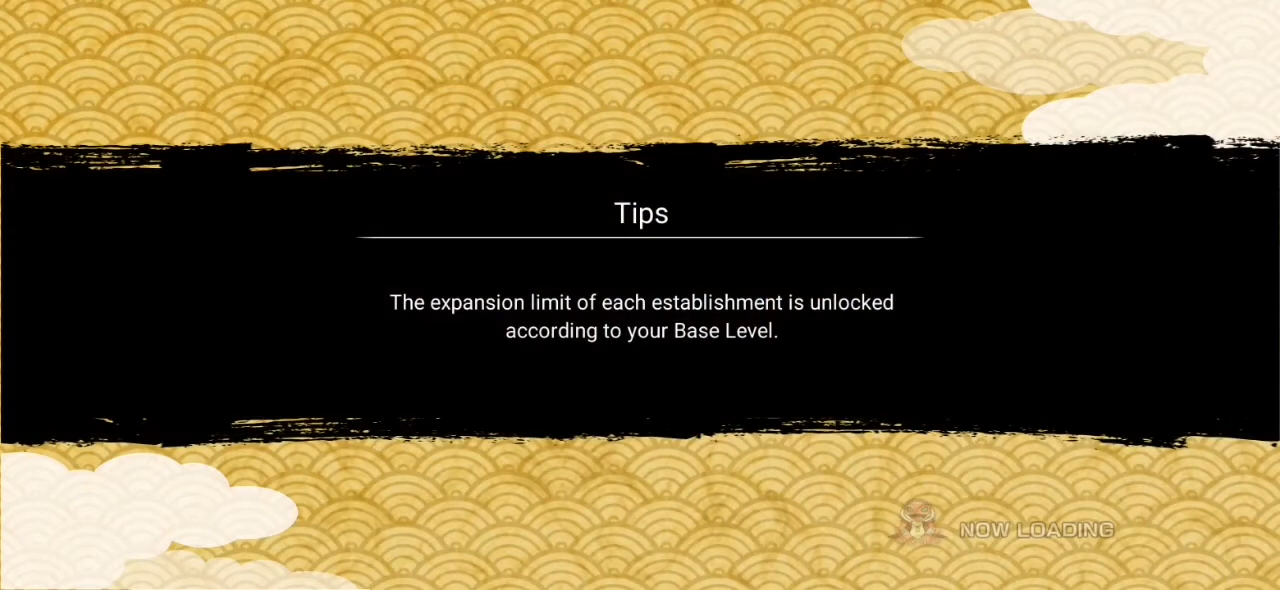 Tips
The expansion limit of each establishment is unlocked
according to your Base Level.
NOW LOADING